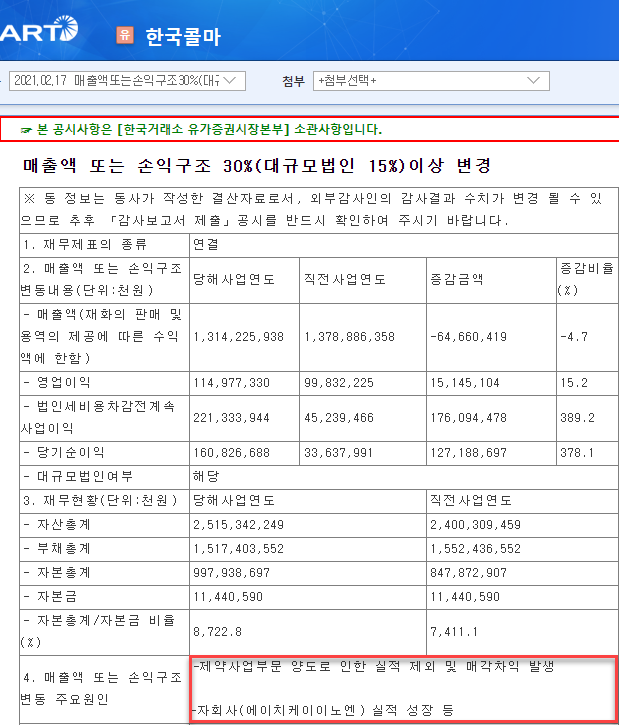 ART
유 한국콜마
2021.02.17 매출액또는손익구조30%(대규
첨부 +첨부선택+
☞ 본 공시사항은 [한국거래소 유가증권시장본부] 소관사항입니다.
매출액 또는 손익구조 30%(대규모법인 15%)이상 변경
※ 동 정보는 동사가 작성한 결산자료로서, 외부감사인의 감사결과 수치가 변경 될 수 있
으므로 추후 「감사보고서 제출」공시를 반드시 확인하여 주시기 바랍니다.
1. 재무제표의 종류 연결
2. 매출액 또는 손익구조 변동내용(단위:천원) 당해사업연도 직전사업연도 증감금액 증감비율(%)
- 매출액(재화의 판매 및 용역의 제공에 따른 수익액에 한함) 1,314,225,938 1,378,886,358 -64,660,419 -4.7
- 영업이익 114,977,330 99,832,225 15,145,104 15.2
- 법인세비용차감전계속사업이익 221,333,944 45,239,466 176,094,478 389.2
- 당기순이익 160,826,688 33,637,991 127,188,697 378.1
- 대규모법인여부 해당
3. 재무현황(단위:천원) 당해사업연도 직전사업연도
- 자산총계 2,515,342,249 2,400,309,459
- 부채총계 1,517,403,552 1,552,436,552
- 자본총계 997,938,697 847,872,907
- 자본금 11,440,590 11,440,590
- 자본총계/자본금 비율(%) 8,722.8 7,411.1
4. 매출액 또는 손익구조 변동 주요원인 -제약사업부문 양도로 인한 실적 제외 및 매각차익 발생
-자회사(에이치케이이노엔) 실적 성장 등